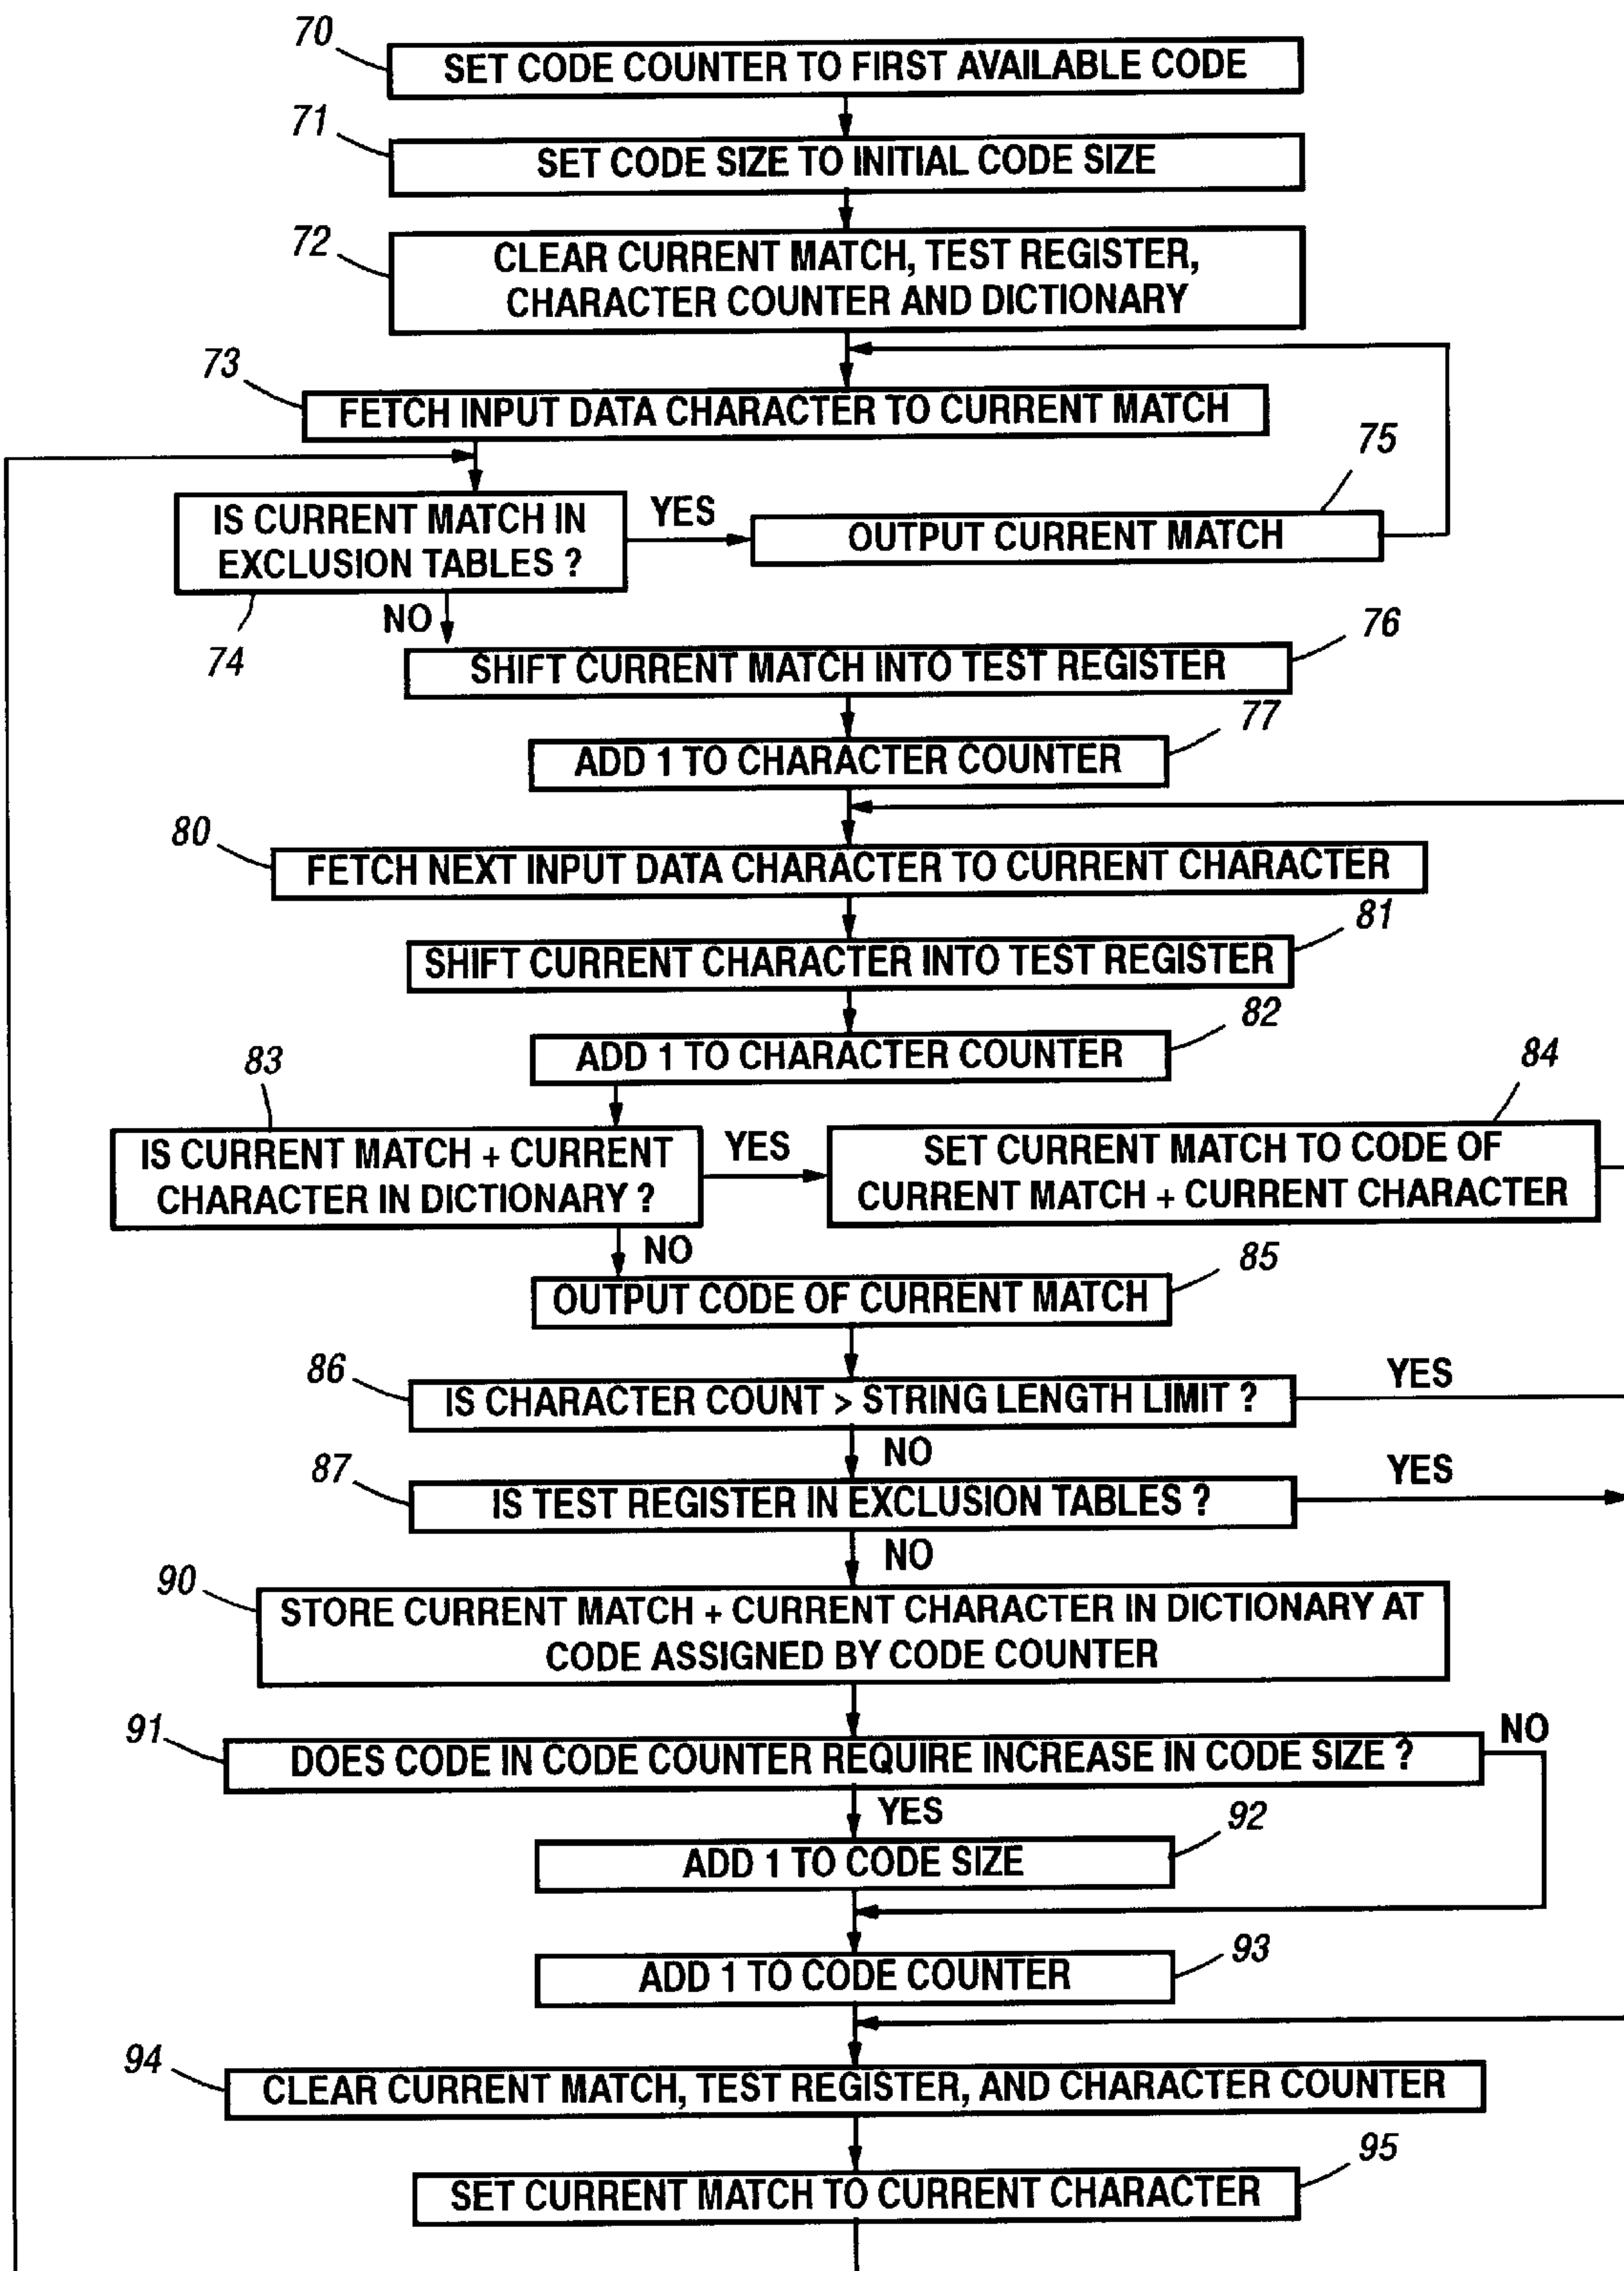 70
SET CODE COUNTER TO FIRST AVAILABLE CODE
71
SET CODE SIZE TO INITIAL CODE SIZE
72
CLEAR CURRENT MATCH, TEST REGISTER,
CHARACTER COUNTER AND DICTIONARY
73
FETCH INPUT DATA CHARACTER TO CURRENT MATCH
75
IS CURRENT MATCH IN
EXCLUSION TABLES ?
YES
OUTPUT CURRENT MATCH
NO
74
76
SHIFT CURRENT MATCH INTO TEST REGISTER
77
ADD 1 TO CHARACTER COUNTER
80
FETCH NEXT INPUT DATA CHARACTER TO CURRENT CHARACTER
81
SHIFT CURRENT CHARACTER INTO TEST REGISTER
82
ADD 1 TO CHARACTER COUNTER
83
84
IS CURRENT MATCH + CURRENT
CHARACTER IN DICTIONARY ?
YES
SET CURRENT MATCH TO CODE OF
CURRENT MATCH + CURRENT CHARACTER
NO
85
OUTPUT CODE OF CURRENT MATCH
86
IS CHARACTER COUNT > STRING LENGTH LIMIT ?
YES
NO
87
IS TEST REGISTER IN EXCLUSION TABLES ?
YES
NO
90
STORE CURRENT MATCH + CURRENT CHARACTER IN DICTIONARY AT
CODE ASSIGNED BY CODE COUNTER
91
DOES CODE IN CODE COUNTER REQUIRE INCREASE IN CODE SIZE ?
NO
YES
92
ADD 1 TO CODE SIZE
93
ADD 1 TO CODE COUNTER
94
CLEAR CURRENT MATCH, TEST REGISTER, AND CHARACTER COUNTER
95
SET CURRENT MATCH TO CURRENT CHARACTER